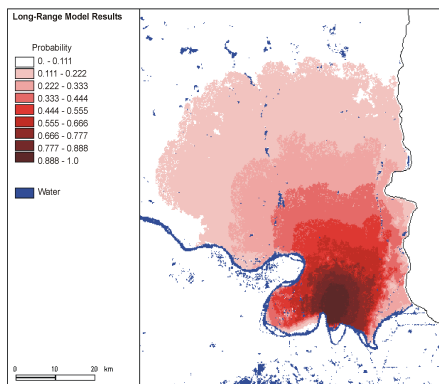 Long-Range Model Results
Probability
0. - 0.111
0.111 - 0.222
0.222 - 0.333
0.333 - 0.444
0.444 - 0.555
0.555 - 0.666
0.666 - 0.777
0.777 - 0.888
0.888 - 1.0
Water
0 10 20 km